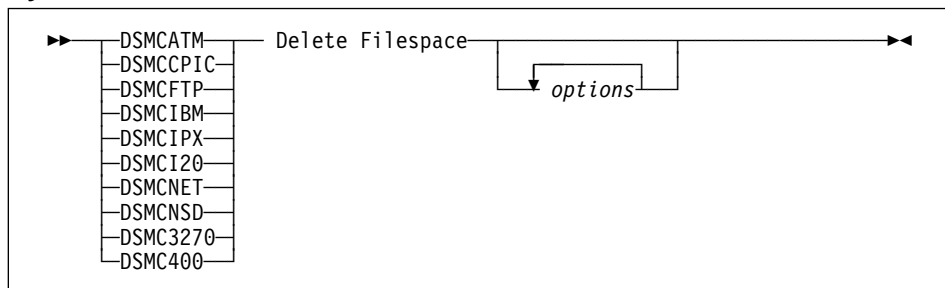 DSMCATM Delete Filespace
DSMCCPIC
DSMCFTP options
DSMCIBM
DSMCIPX
DSMCI20
DSMCNET
DSMCNSD
DSMC3270
DSMC400